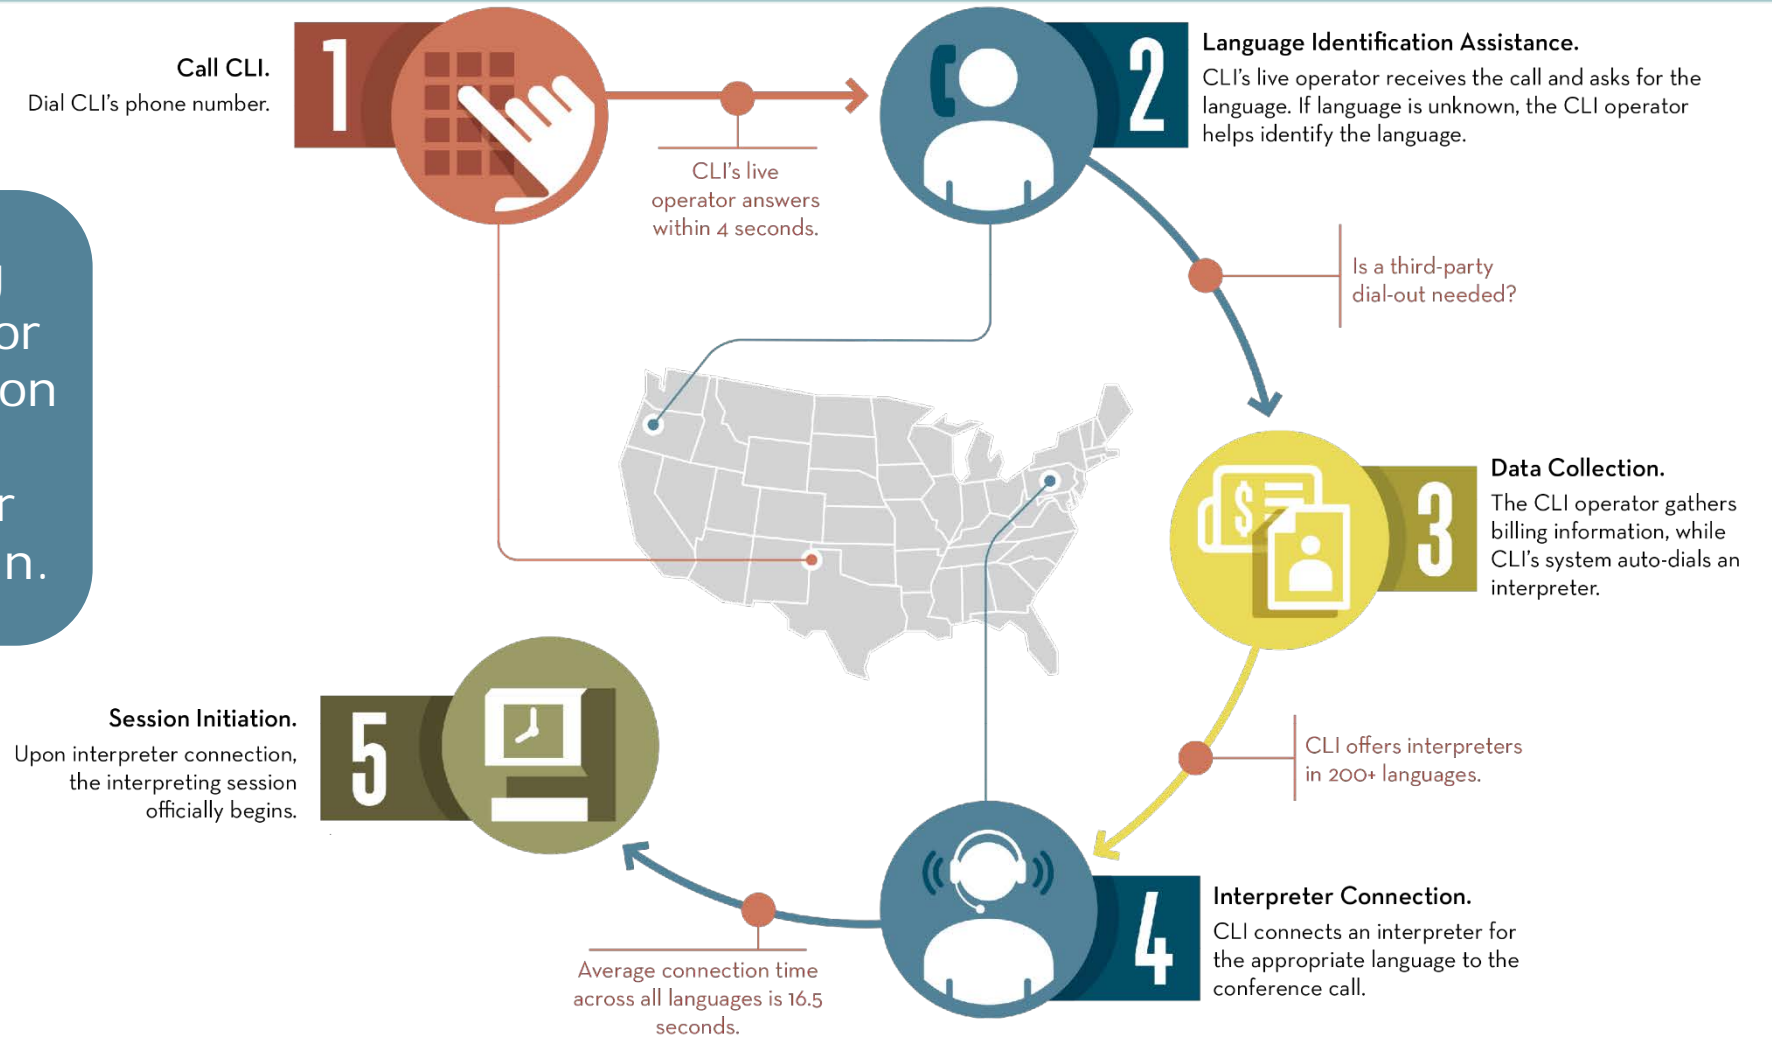 1
Call CLI.
Dial CLI's phone number.
CLI's live
operator answers
within 4 seconds.
2
Language Identification Assistance.
CLI's live operator receives the call and asks for the
language. If language is unknown, the CLI operator
helps identify the language.
Is a third-party
dial-out needed?
or
on
r
n.
3
$
Data Collection.
The CLI operator gathers
billing information, while
CLI's system auto-dials an
interpreter.
CLI offers interpreters
in 200+ languages.
4
Interpreter Connection.
CLI connects an interpreter for
the appropriate language to the
conference call.
Average connection time
across all languages is 16.5
seconds.
5
Session Initiation.
Upon interpreter connection,
the interpreting session
officially begins.